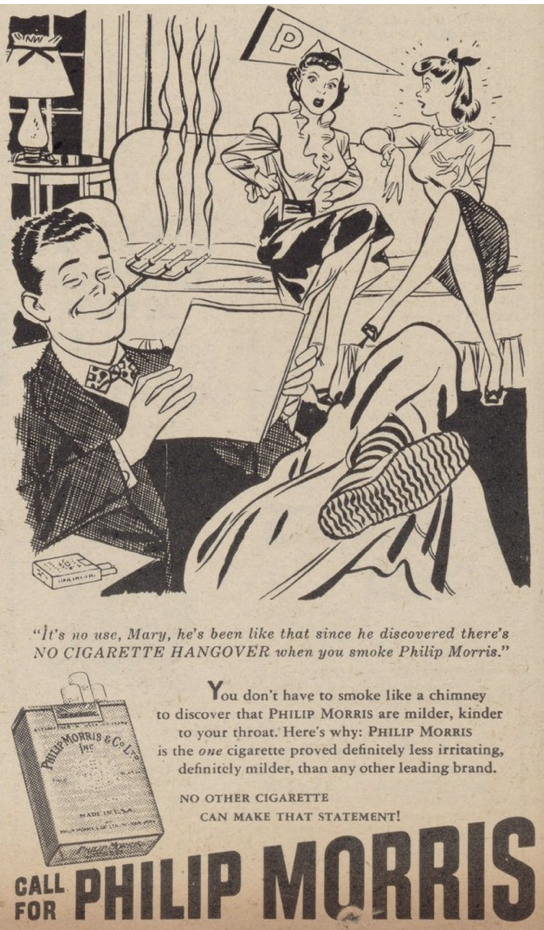 PA
"It's no use, Mary, he's been like that since he discovered there's
NO CIGARETTE HANGOVER when you smoke Philip Morris."
You don't have to smoke like a chimney
to discover that PHILIP MORRIS are milder, kinder
to your throat. Here's why: PHILIP MORRIS
is the one cigarette proved definitely less irritating,
definitely milder, than any other leading brand.
NO OTHER CIGARETTE
CAN MAKE THAT STATEMENT!
PHILIP MORRIS & Co. LTD
INC
MADE IN U.S.A.
CALL
FOR PHILIP MORRIS